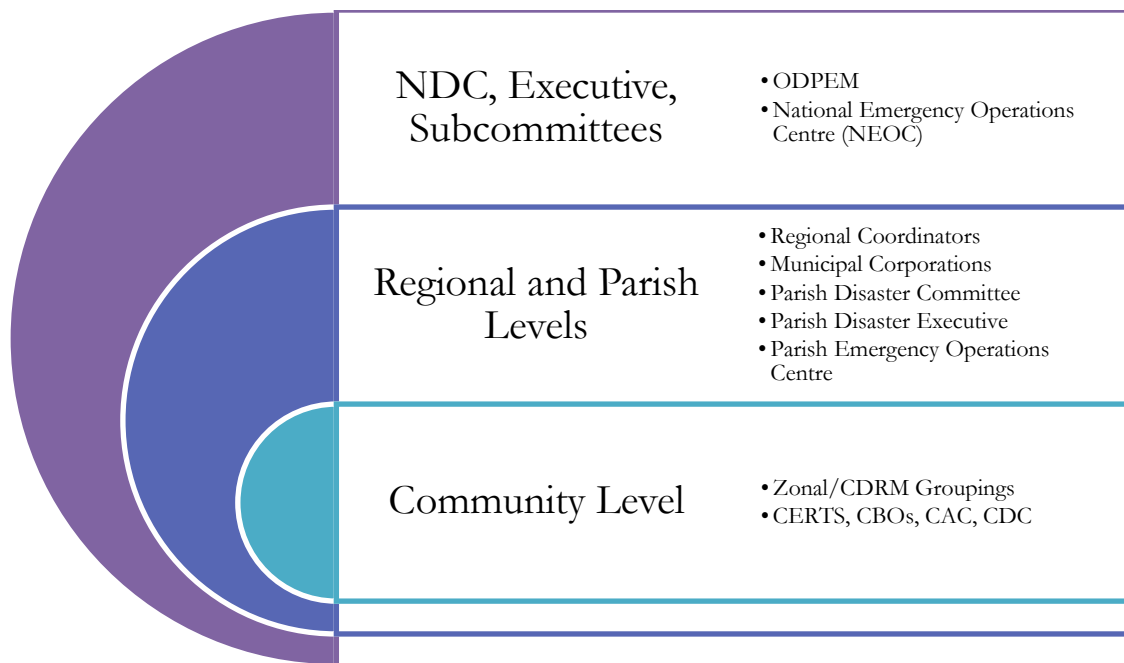 NDC, Executive,
Subcommittees
• ODPEM
• National Emergency Operations
Centre (NEOC)
Regional and Parish
Levels
• Regional Coordinators
• Municipal Corporations
• Parish Disaster Committee
• Parish Disaster Executive
• Parish Emergency Operations
Centre
Community Level
• Zonal/CDRM Groupings
• CERTS, CBOs, CAC, CDC